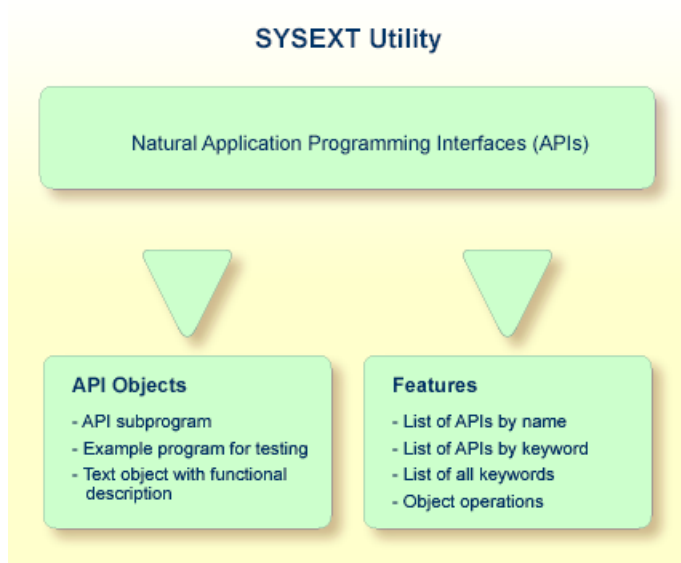 SYSEXT Utility
Natural Application Programming Interfaces (APIs)
API Objects
- API subprogram
- Example program for testing
- Text object with functional
description
Features
- List of APIs by name
- List of APIs by keyword
- List of all keywords
- Object operations